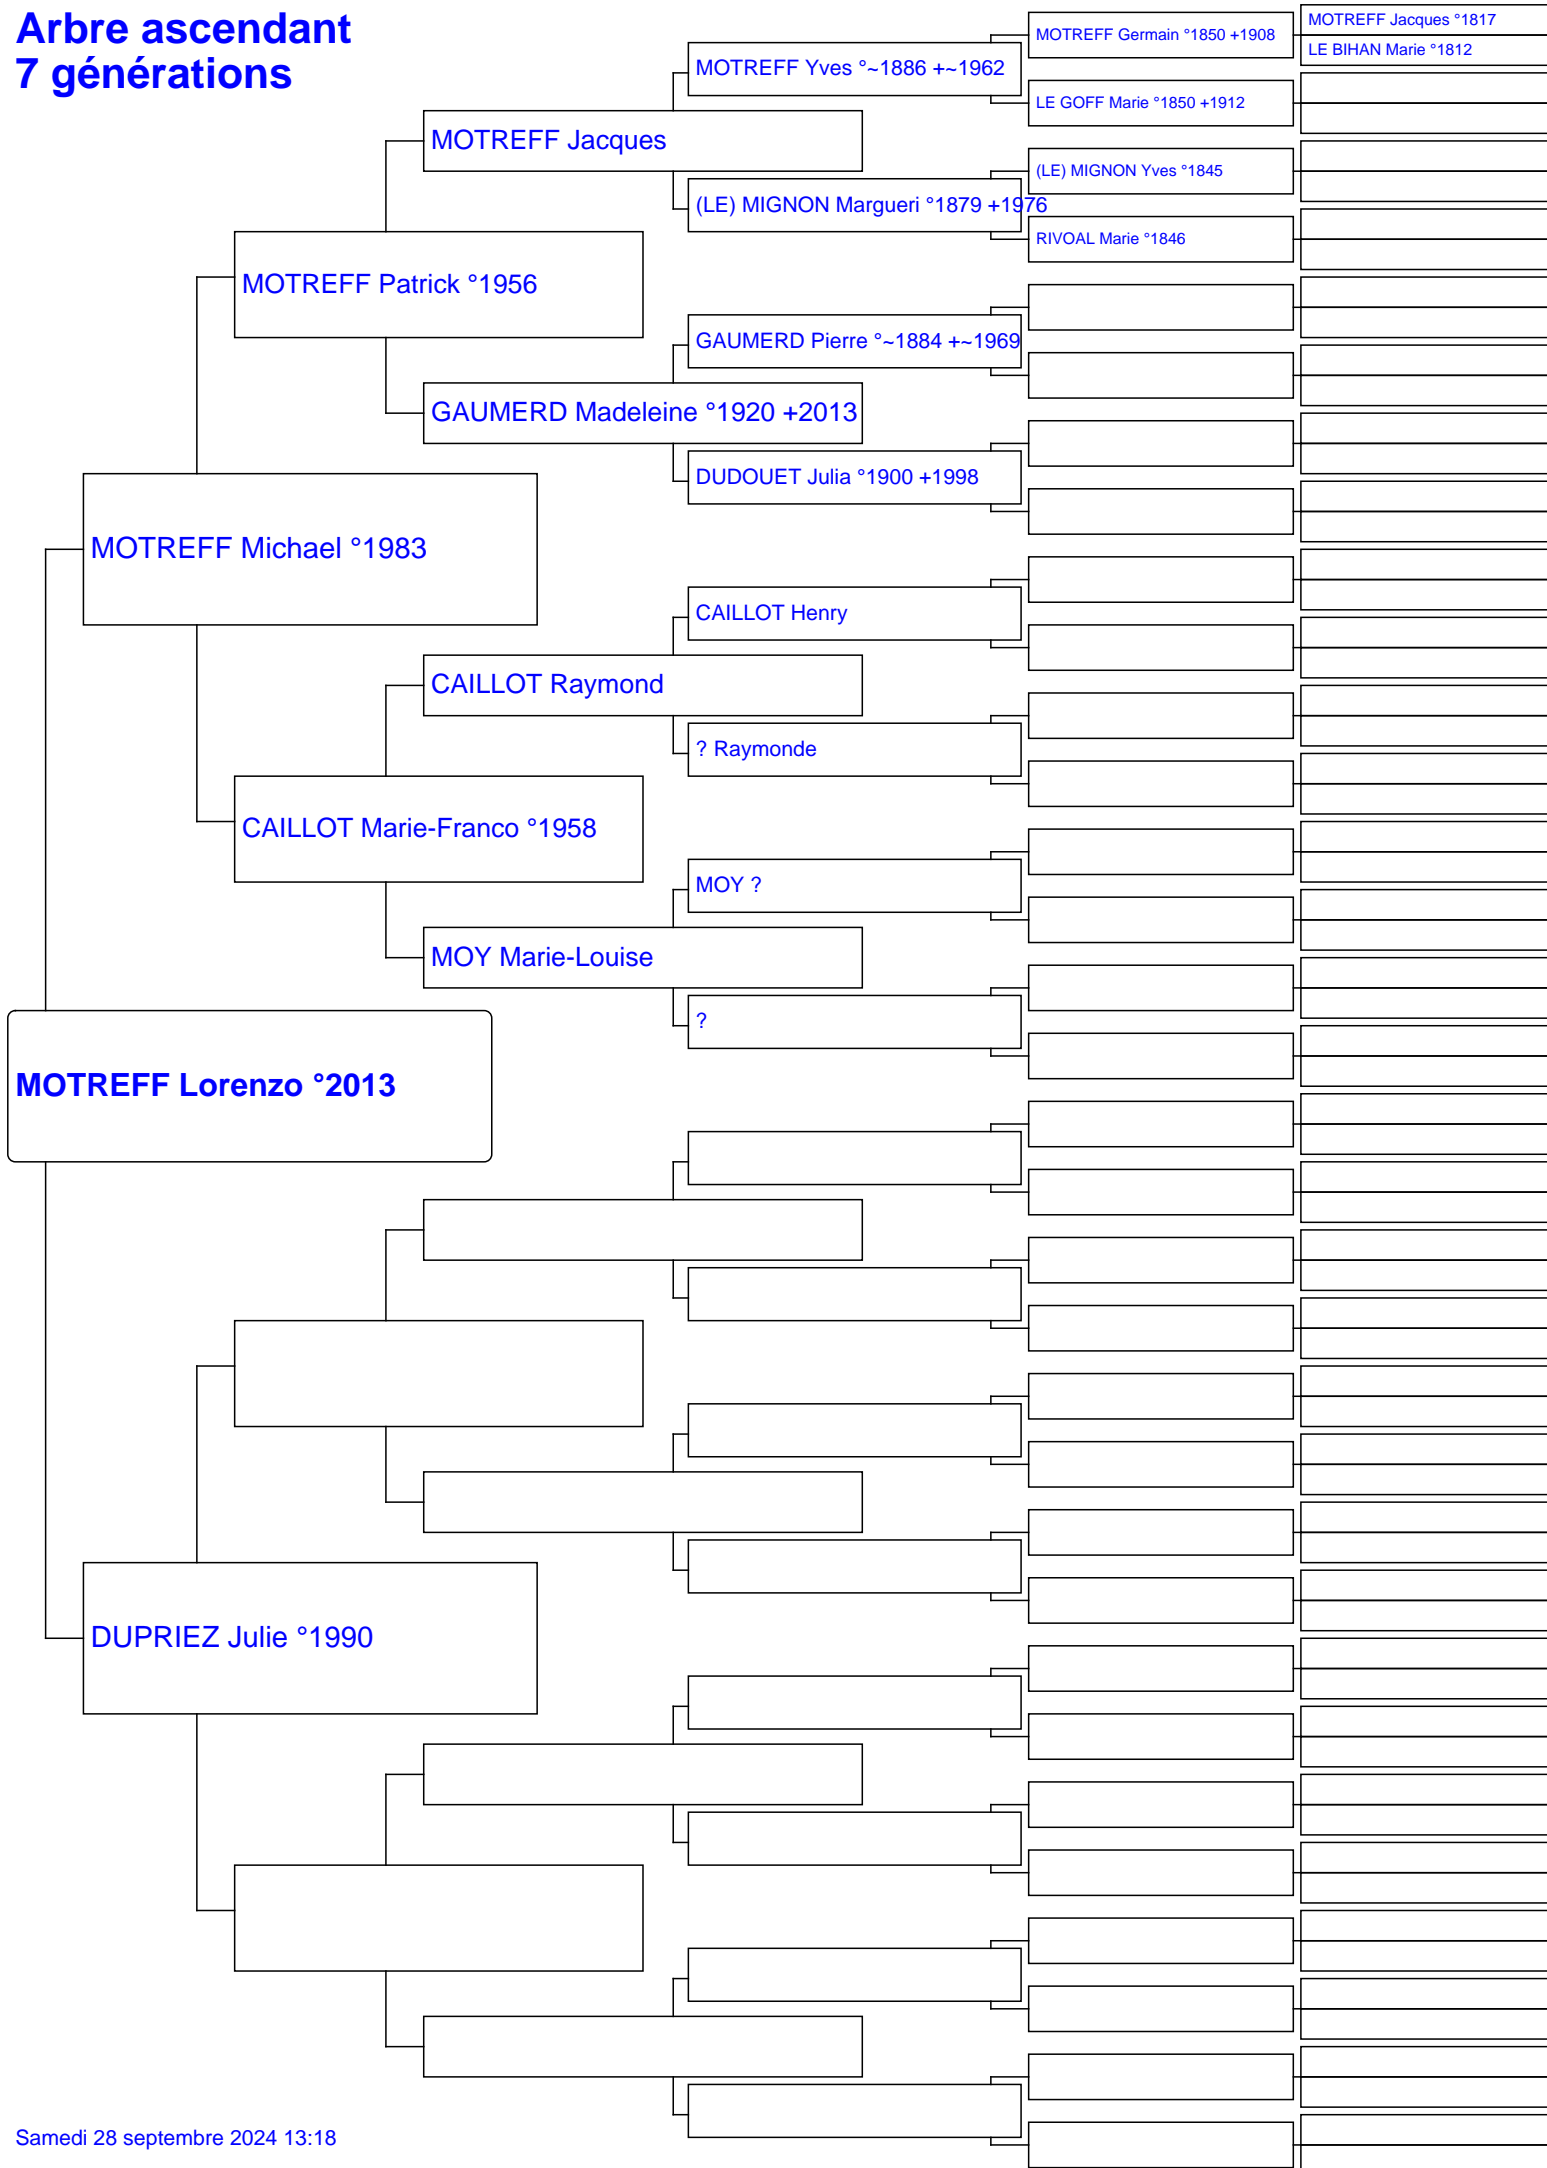 Arbre ascendant
7 générations
MOTREFF Jacques °1817
MOTREFF Germain °1850 +1908
LE BIHAN Marie °1812
MOTREFF Yves °~1886 +~1962
LE GOFF Marie °1850 +1912
MOTREFF Jacques
(LE) MIGNON Yves °1845
(LE) MIGNON Margueri °1879 +1976
RIVOAL Marie °1846
MOTREFF Patrick °1956
GAUMERD Pierre °~1884 +~1969
GAUMERD Madeleine °1920 +2013
DUDOUET Julia °1900 +1998
MOTREFF Michael °1983
CAILLOT Henry
CAILLOT Raymond
? Raymonde
CAILLOT Marie-Franco °1958
MOY ?
MOY Marie-Louise
?
MOTREFF Lorenzo °2013
DUPRIEZ Julie °1990
Samedi 28 septembre 2024 13:18